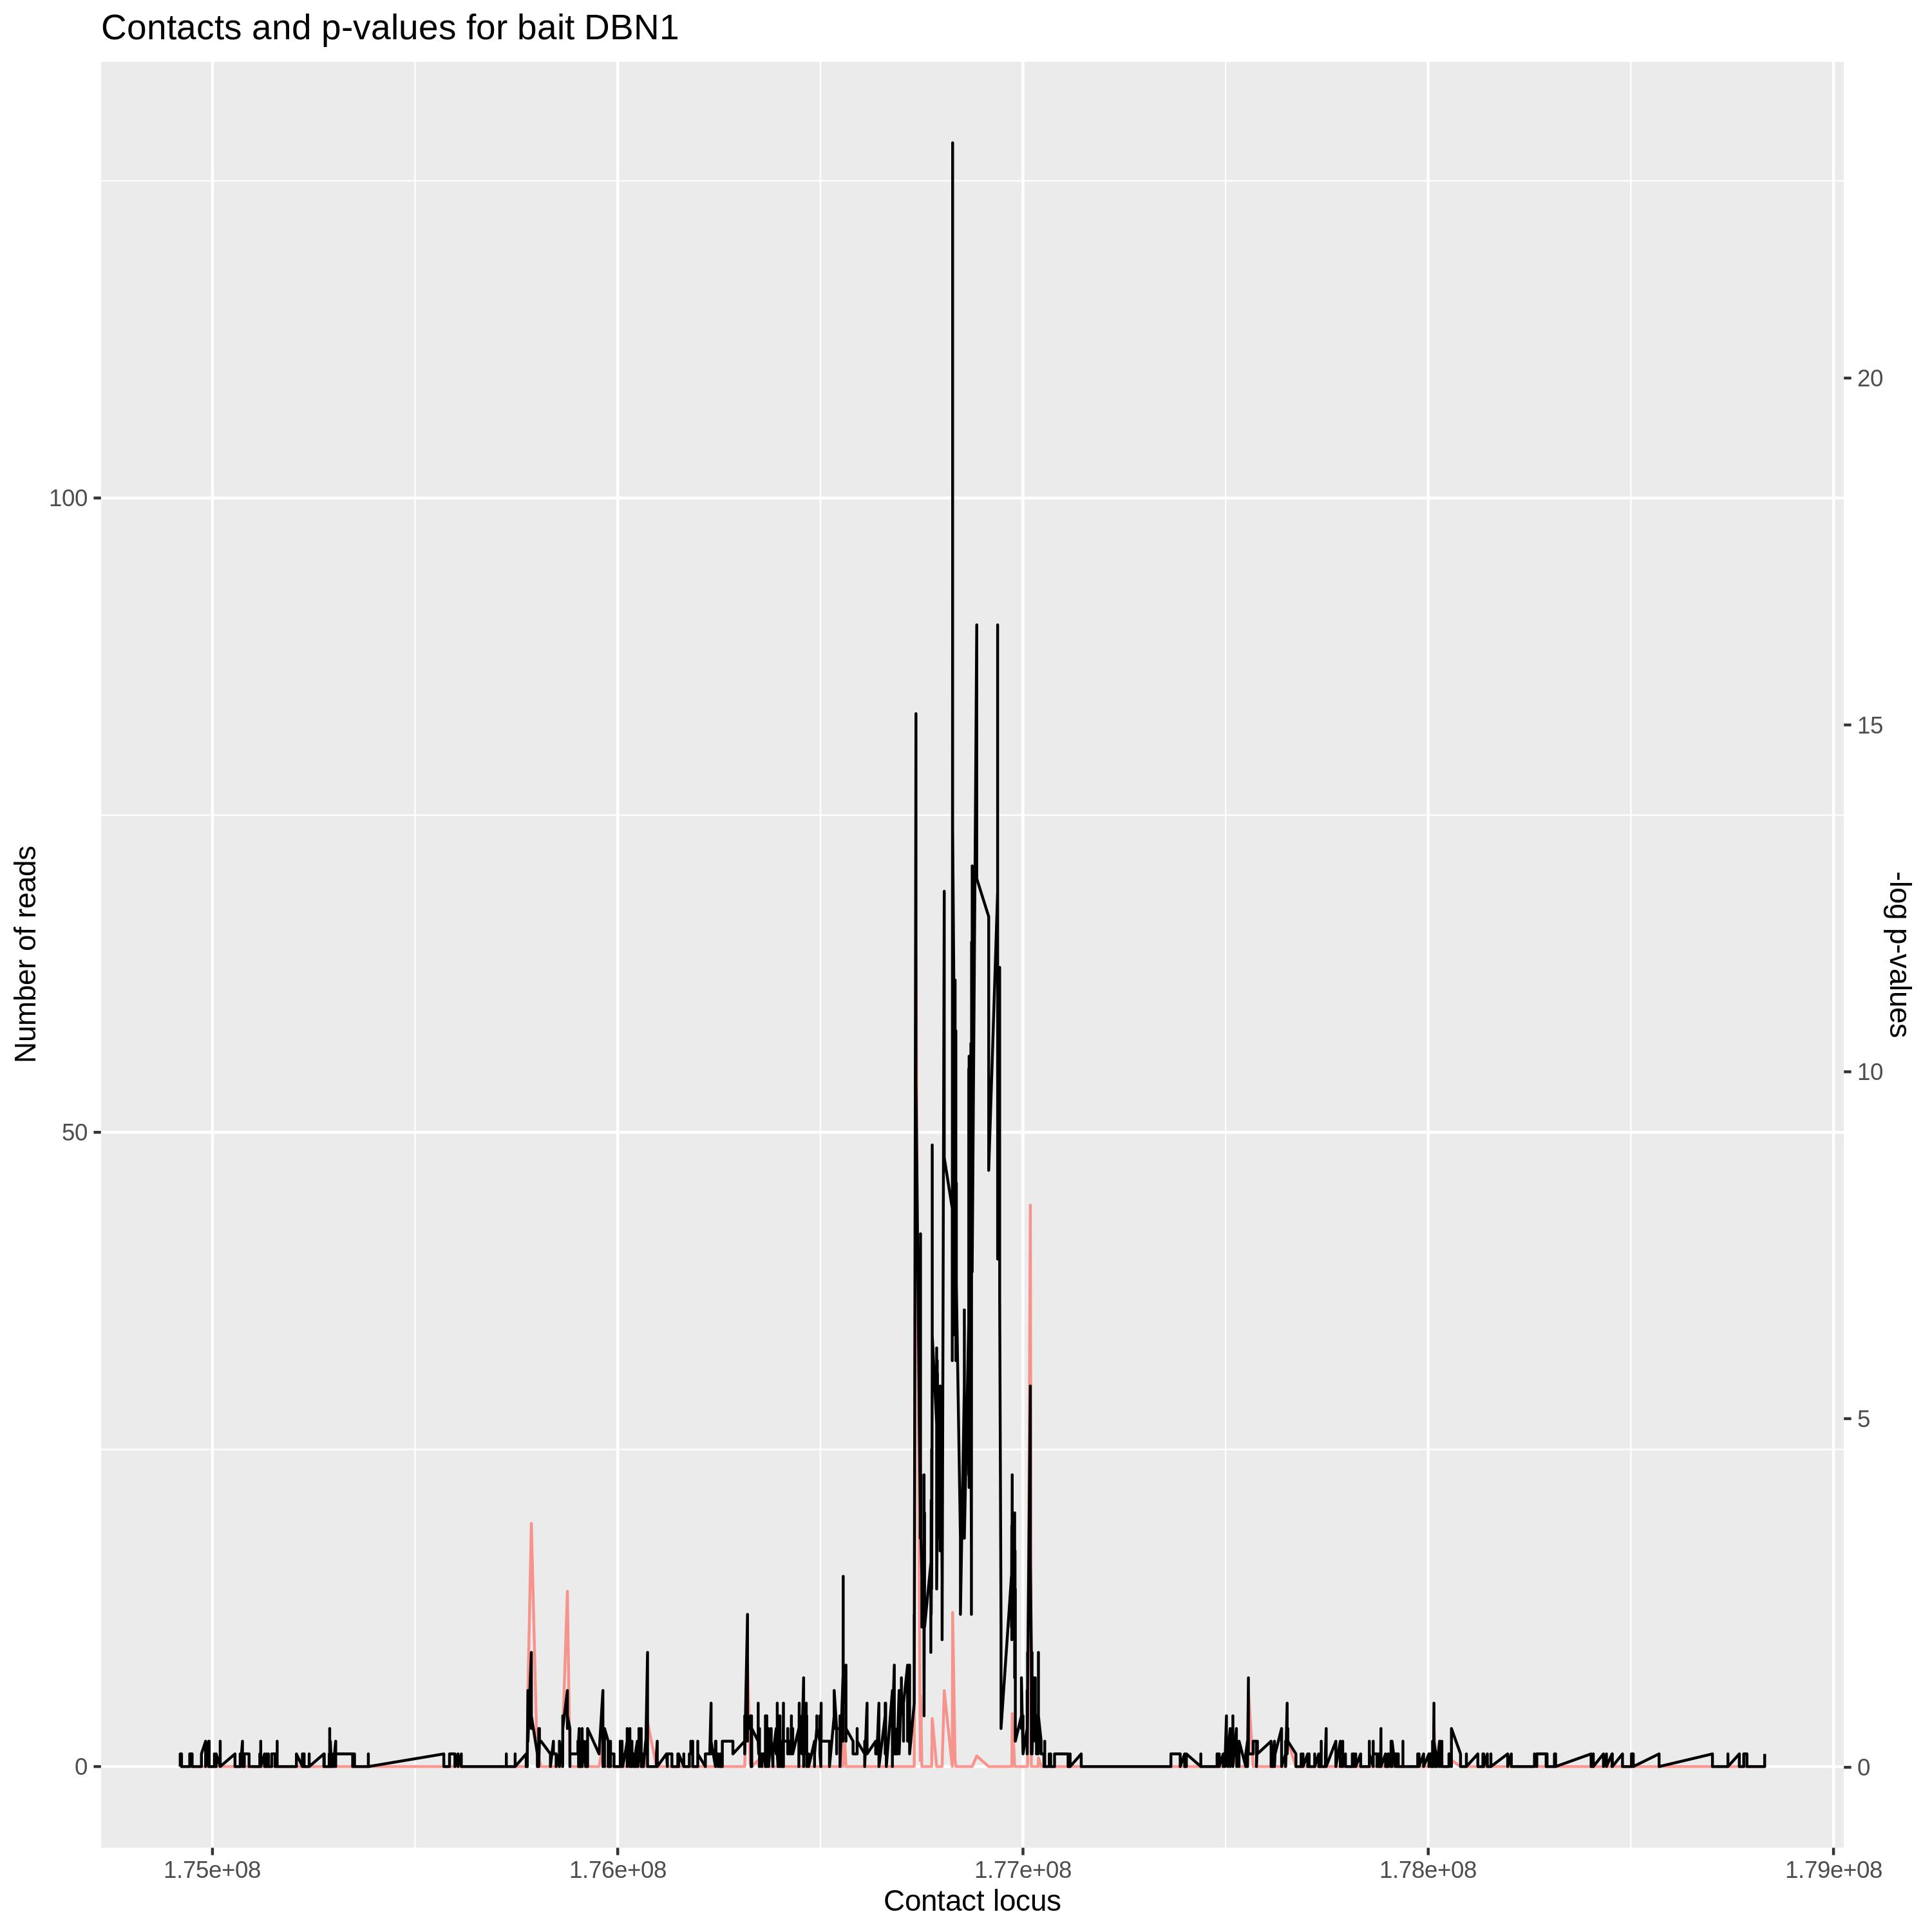 Contacts and p-values for bait DBN1
Number of reads
100
50
0
20
15
10
5
0
-log p-values
1.75e+08
1.76e+08
1.77e+08
1.78e+08
1.79e+08
Contact locus